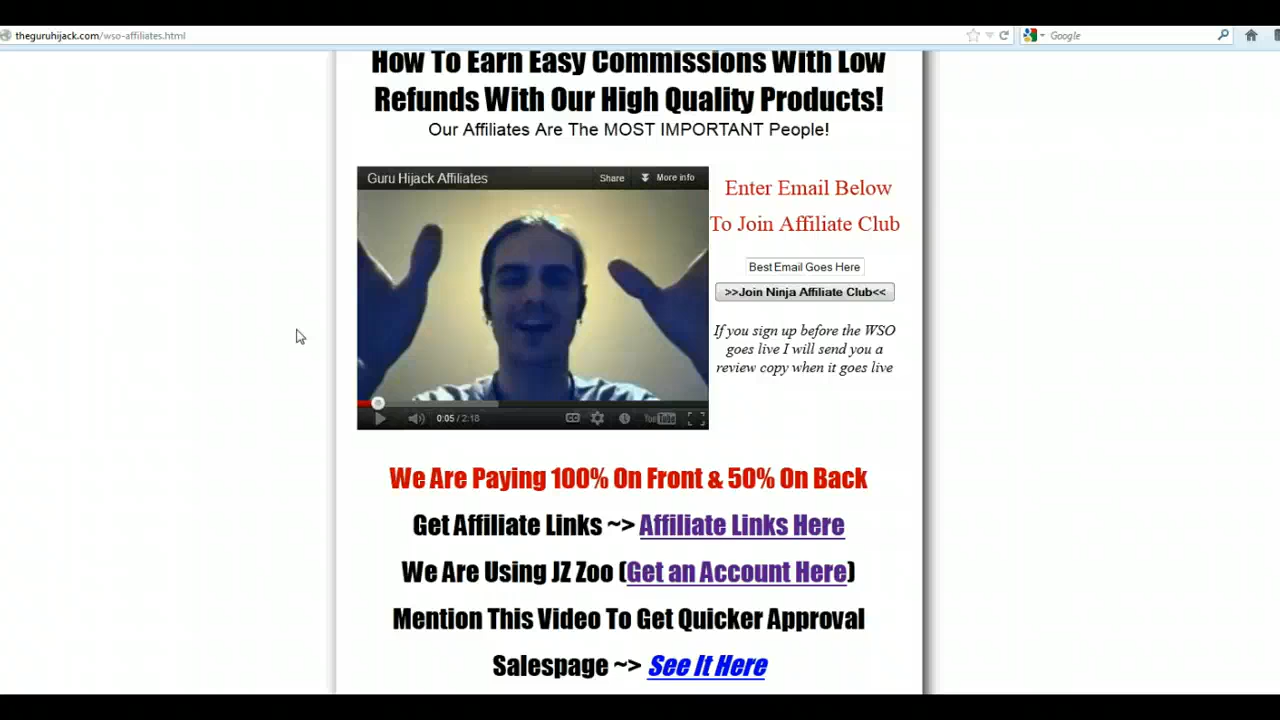 theguruhijack.com/wso-affiliates.html
Google
How To Earn Easy Commissions With Low
Refunds With Our High Quality Products!
Our Affiliates Are The MOST IMPORTANT People!
Guru Hijack Affiliates
Share
More info
0:05 / 2:18
CC
YouTube
Enter Email Below
To Join Affiliate Club
Best Email Goes Here
>>Join Ninja Affiliate Club<<
If you sign up before the WSO
goes live I will send you a
review copy when it goes live
We Are Paying 100% On Front & 50% On Back
Get Affiliate Links ~> Affiliate Links Here
We Are Using JZ Zoo (Get an Account Here)
Mention This Video To Get Quicker Approval
Salespage ~> See It Here